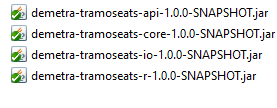 demetra-tramoseats-api-1.0.0-SNAPSHOT.jar
demetra-tramoseats-core-1.0.0-SNAPSHOT.jar
demetra-tramoseats-io-1.0.0-SNAPSHOT.jar
demetra-tramoseats-r-1.0.0-SNAPSHOT.jar